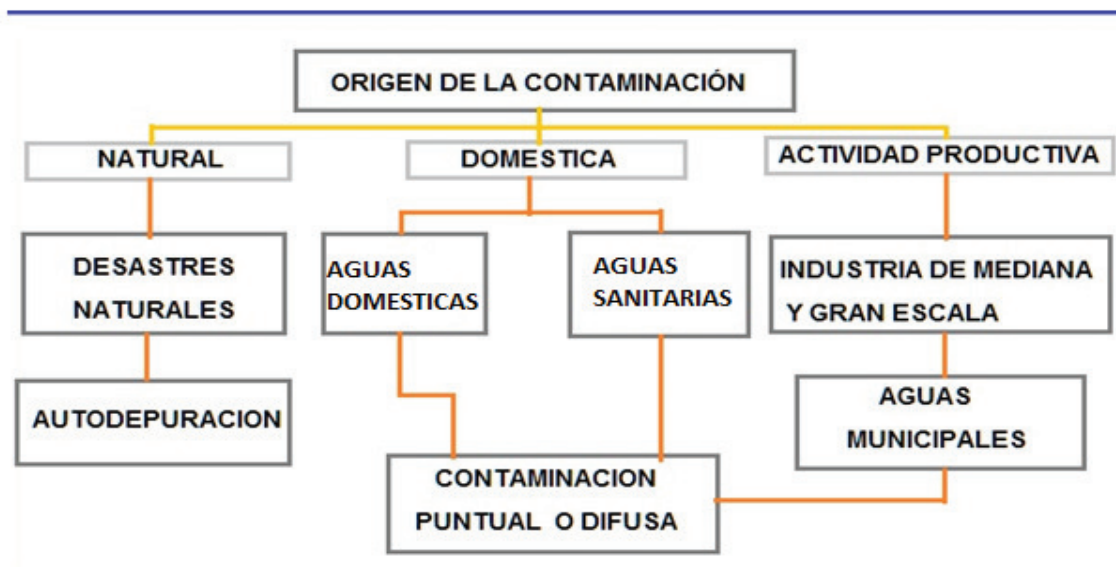 ORIGEN DE LA CONTAMINACIÓN
NATURAL
DOMESTICA
ACTIVIDAD PRODUCTIVA
DESASTRES
NATURALES
AGUAS
DOMESTICAS
AGUAS
SANITARIAS
INDUSTRIA DE MEDIANA
Y GRAN ESCALA
AUTODEPURACION
AGUAS
MUNICIPALES
CONTAMINACION
PUNTUAL O DIFUSA